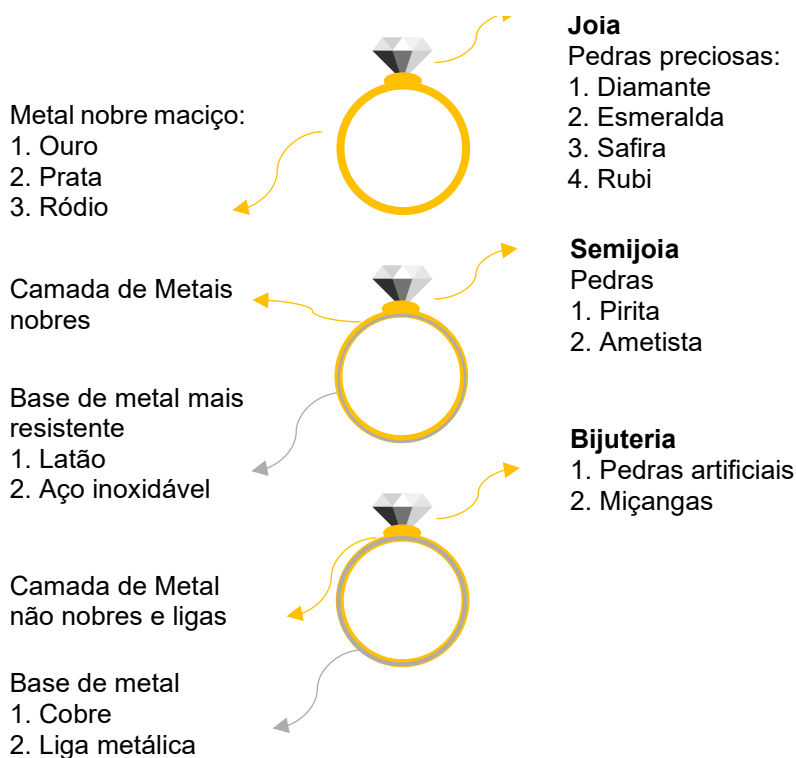 Joia
Pedras preciosas:
1. Diamante
2. Esmeralda
3. Safira
4. Rubi
Metal nobre maciço:
1. Ouro
2. Prata
3. Ródio
Semijoia
Pedras
1. Pirita
2. Ametista
Camada de Metais
nobres
Base de metal mais
resistente
1. Latão
2. Aço inoxidável
Bijuteria
1. Pedras artificiais
2. Miçangas
Camada de Metal
não nobres e ligas
Base de metal
1. Cobre
2. Liga metálica